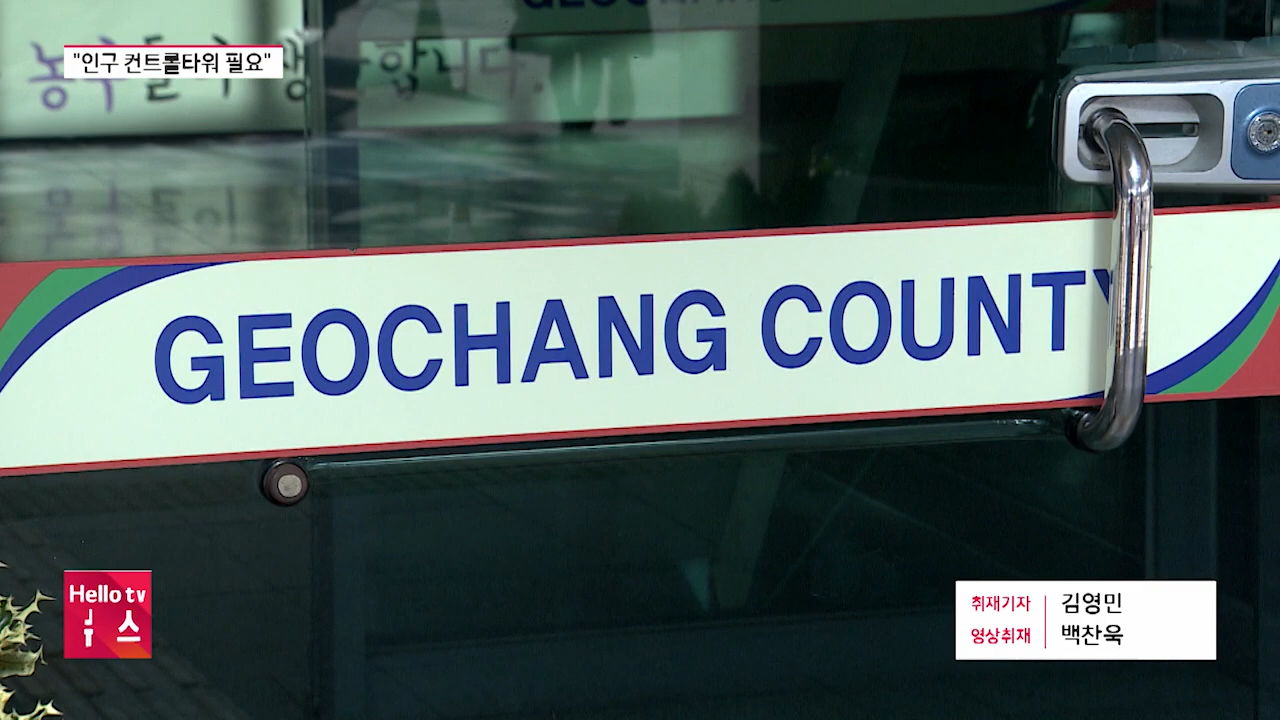 "인구 컨트롤타워 필요"
GEOCHANG COUNTY
Hello tv
뉴스
취재기자 김영민
영상취재 백찬욱